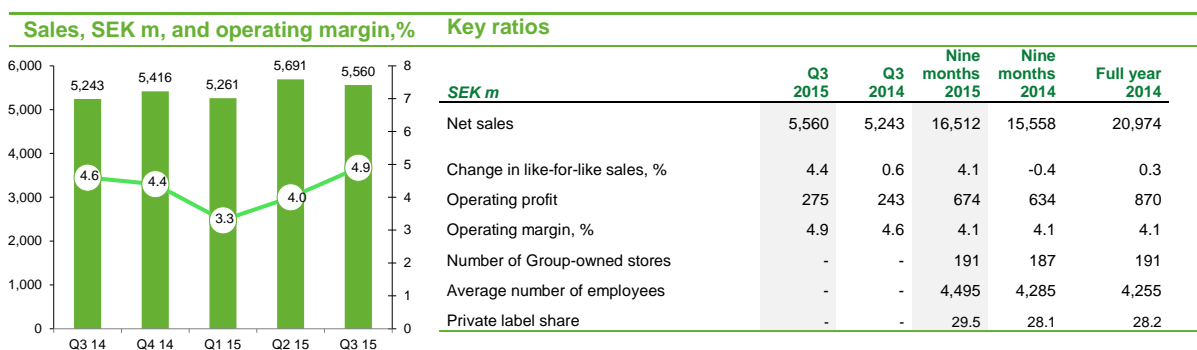 Sales, SEK m, and operating margin,%
6,000
5,000
4,000
3,000
2,000
1,000
0
8
7
6
5
4
3
2
1
0
5,243
5,416
5,261
5,691
5,560
4.6
4.4
3.3
4.0
4.9
Q3 14 Q4 14 Q1 15 Q2 15 Q3 15
Key ratios
SEK m Q3 2015 Q3 2014 Nine months 2015 Nine months 2014 Full year 2014
Net sales 5,560 5,243 16,512 15,558 20,974
Change in like-for-like sales, % 4.4 0.6 4.1 -0.4 0.3
Operating profit 275 243 674 634 870
Operating margin, % 4.9 4.6 4.1 4.1 4.1
Number of Group-owned stores - - 191 187 191
Average number of employees - - 4,495 4,285 4,255
Private label share - - 29.5 28.1 28.2